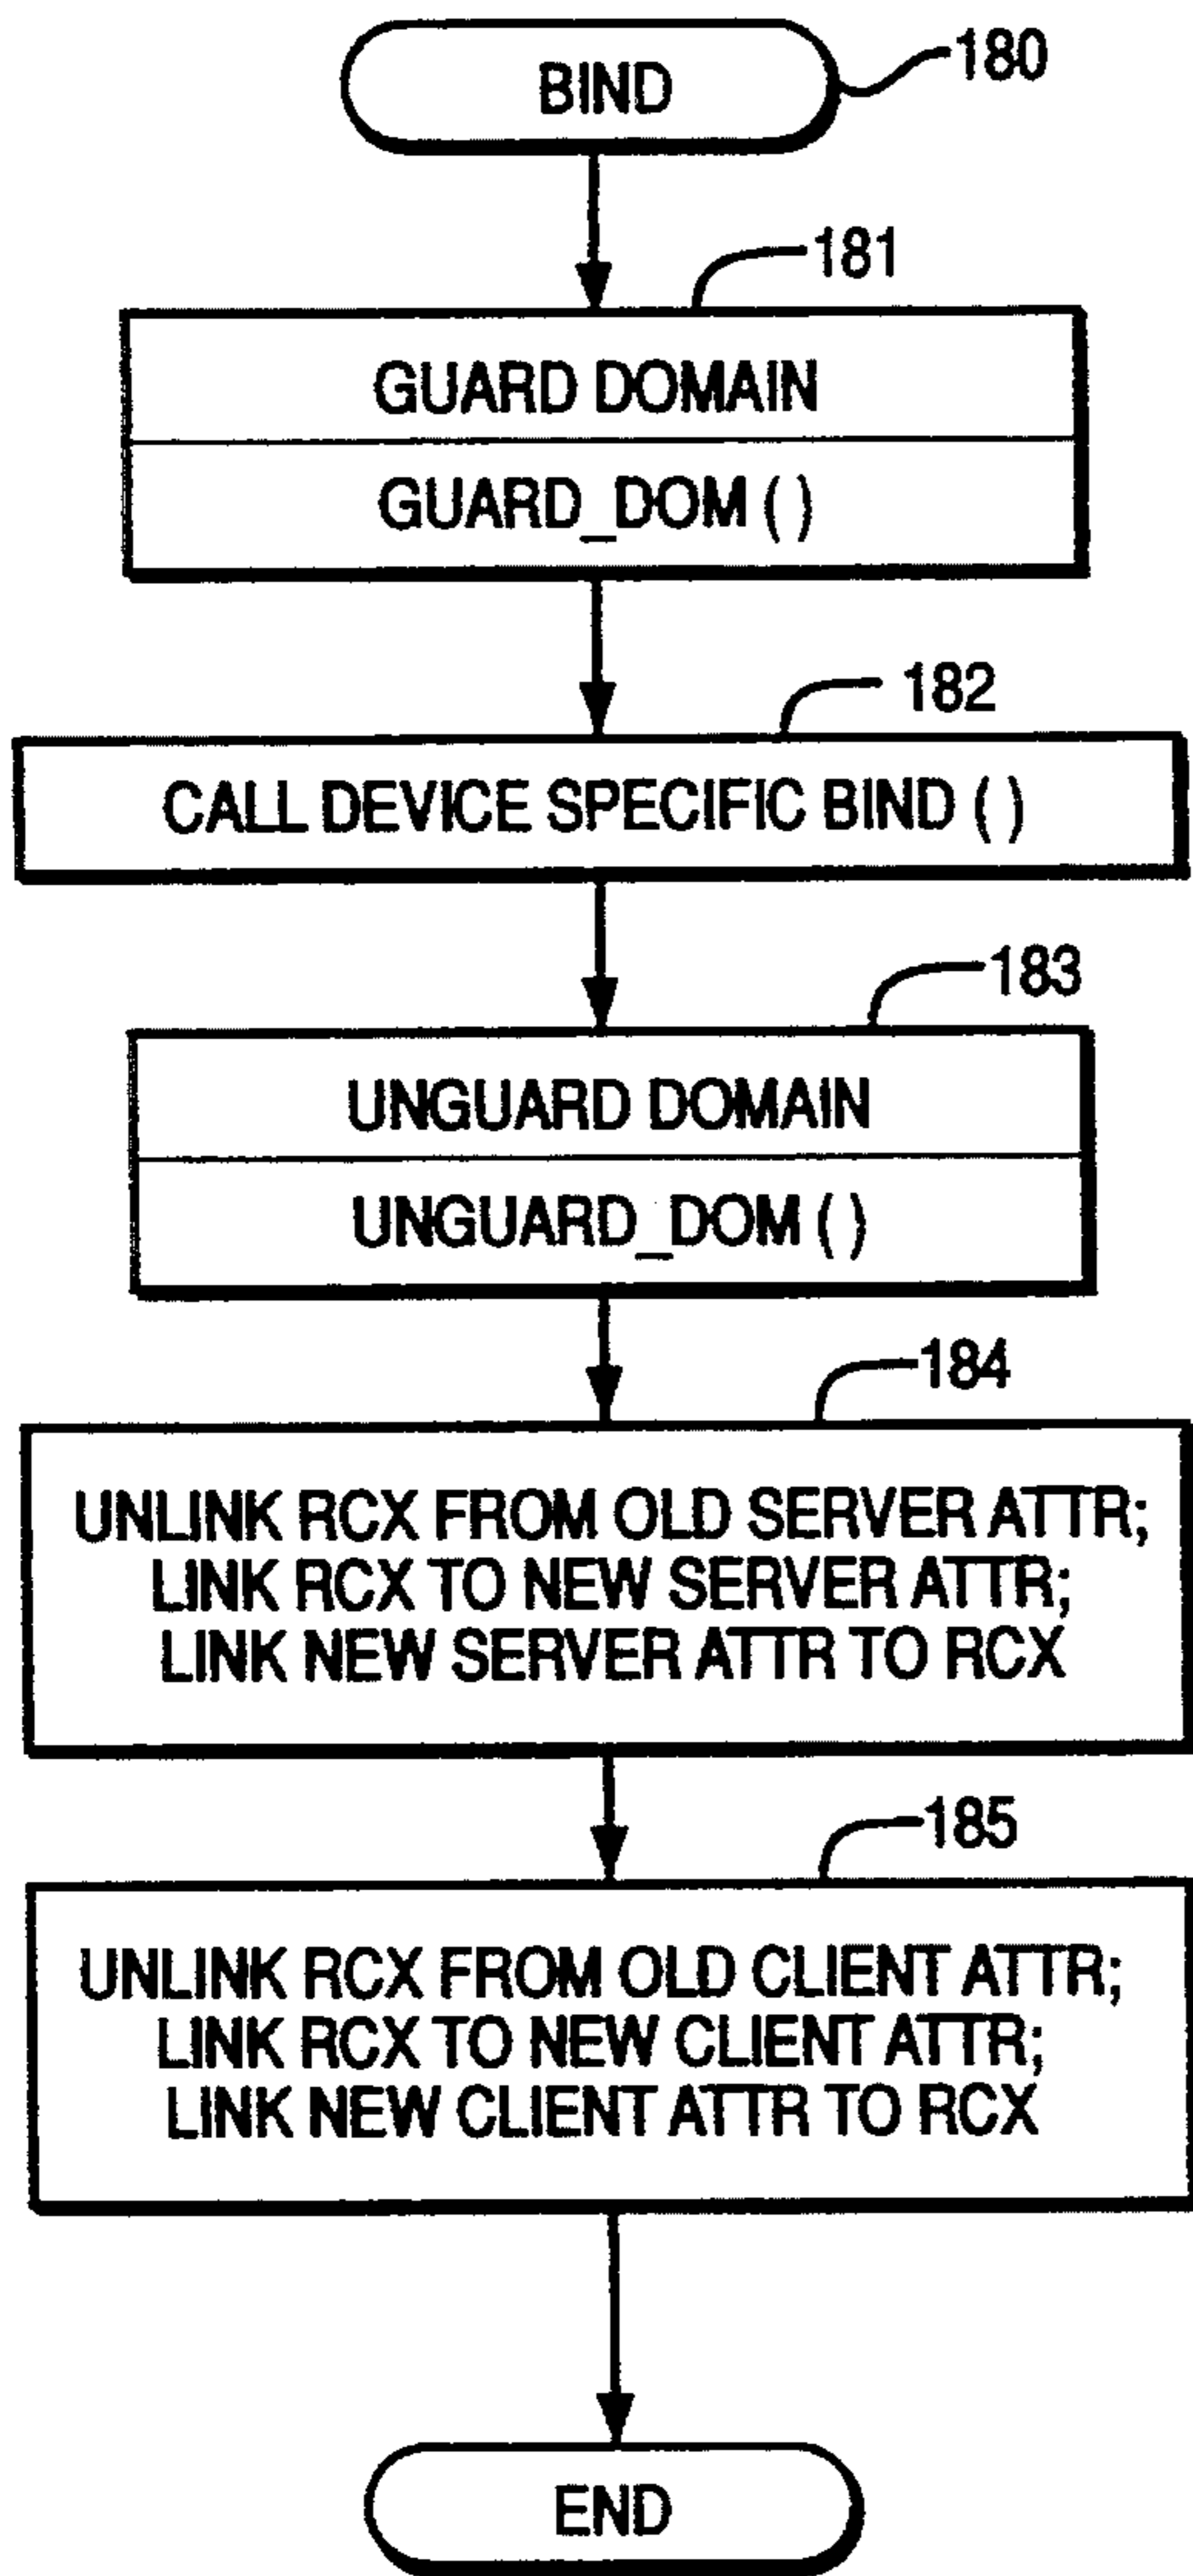 BIND
180
181
GUARD DOMAIN
GUARD_DOM ( )
182
CALL DEVICE SPECIFIC BIND ( )
183
UNGUARD DOMAIN
UNGUARD_DOM ( )
184
UNLINK RCX FROM OLD SERVER ATTR;
LINK RCX TO NEW SERVER ATTR;
LINK NEW SERVER ATTR TO RCX
185
UNLINK RCX FROM OLD CLIENT ATTR;
LINK RCX TO NEW CLIENT ATTR;
LINK NEW CLIENT ATTR TO RCX
END